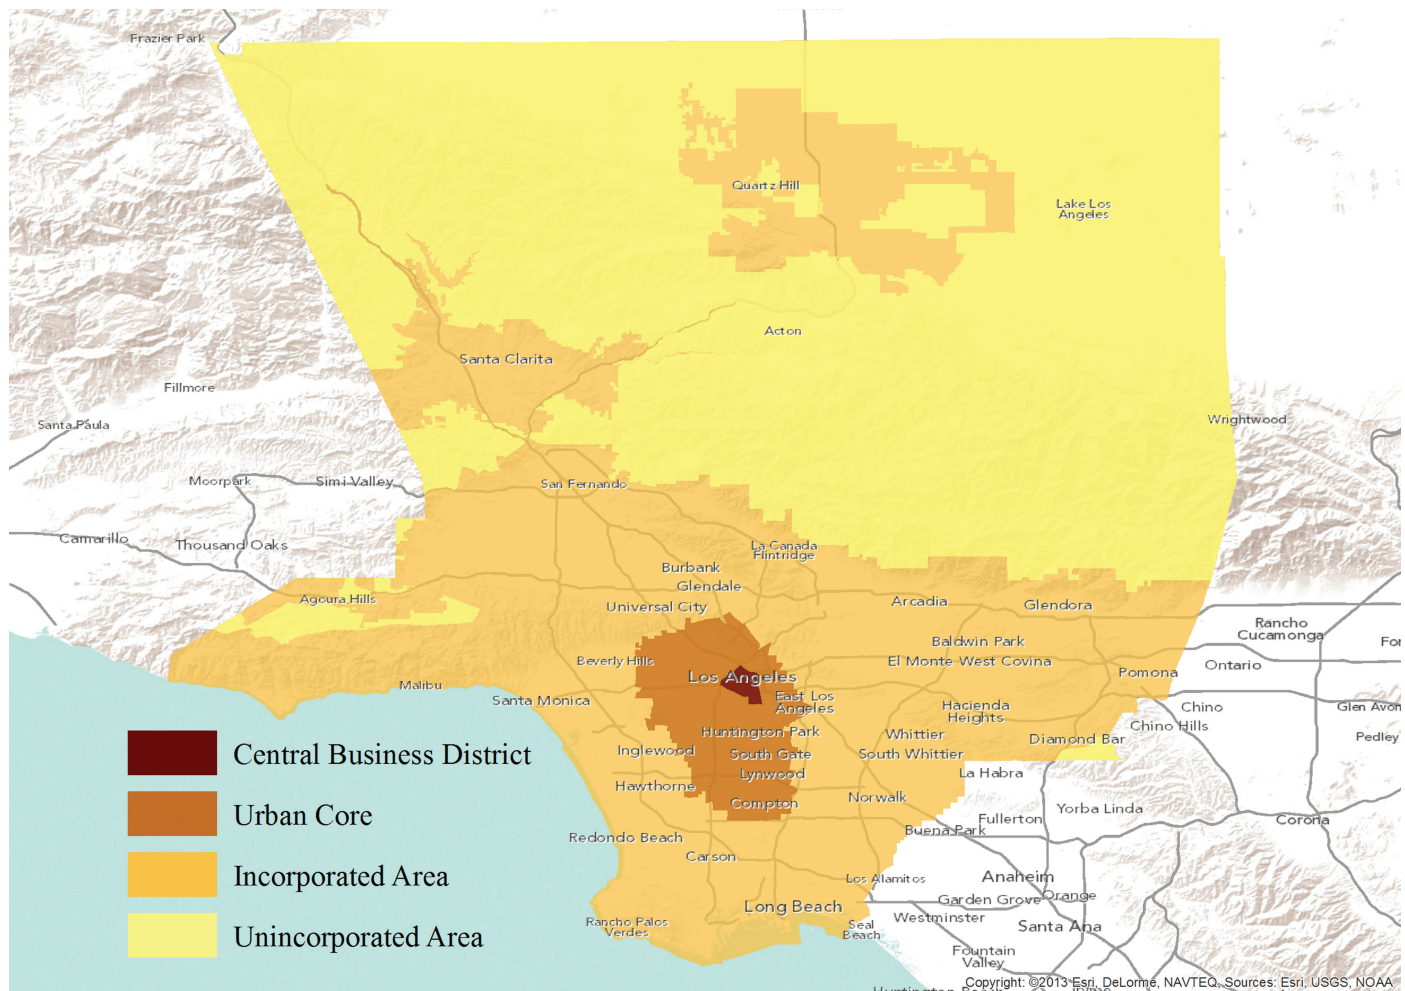 Frazier Park
Quartz Hill
Lake Los
Angeles
Acton
Santa Clarita
Fillmore
Wrightwood
Santa Paula
Moorpark
Simi Valley
San Fernando
Camarillo
Thousand Oaks
La Canada
Flintridge
Burbank
Glendale
Agoura Hills
Universal City
Arcadia
Glendora
Rancho
Cucamonga
Baldwin Park
Beverly Hills
El Monte West Covina
Ontario
Pomona
Los Angeles
Malibu
Santa Monica
East Los
Angeles
Hacienda
Heights
Chino
Glen Avon
Chino Hills
Huntington Park
Whittier
Diamond Bar
Pedley
Inglewood
South Gate
South Whittier
Lynwood
La Habra
Hawthorne
Compton
Norwalk
Yorba Linda
Fullerton
Corona
Buena Park
Redondo Beach
Carson
Los Alamitos
Anaheim
Garden Grove
Orange
Long Beach
Rancho Palos
Verdes
Seal
Beach
Westminster
Santa Ana
Fountain
Valley
Central Business District
Urban Core
Incorporated Area
Unincorporated Area
Copyright: ©2013 Esri, DeLorme, NAVTEQ, Sources: Esri, USGS, NOAA